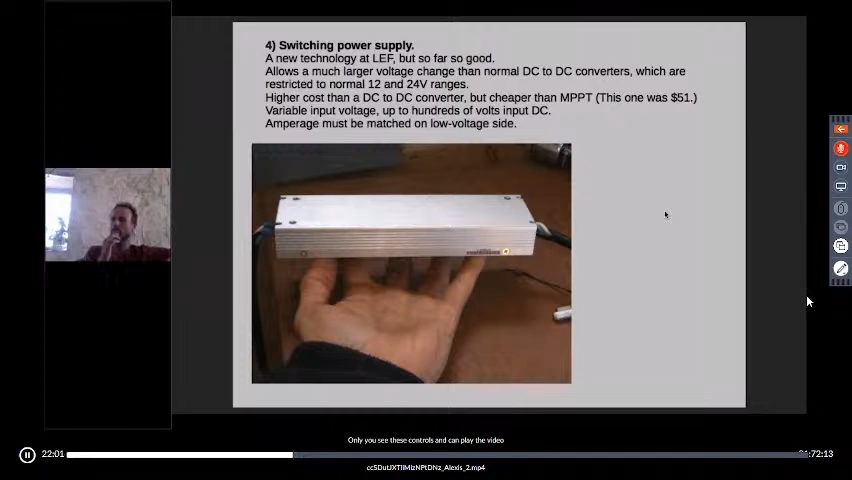 4) Switching power supply.
A new technology at LEF, but so far so good.
Allows a much larger voltage change than normal DC to DC converters, which are
restricted to normal 12 and 24V ranges.
Higher cost than a DC to DC converter, but cheaper than MPPT (This one was $51.)
Variable input voltage, up to hundreds of volts input DC.
Amperage must be matched on low-voltage side.
Only you see these controls and can play the video
22:01